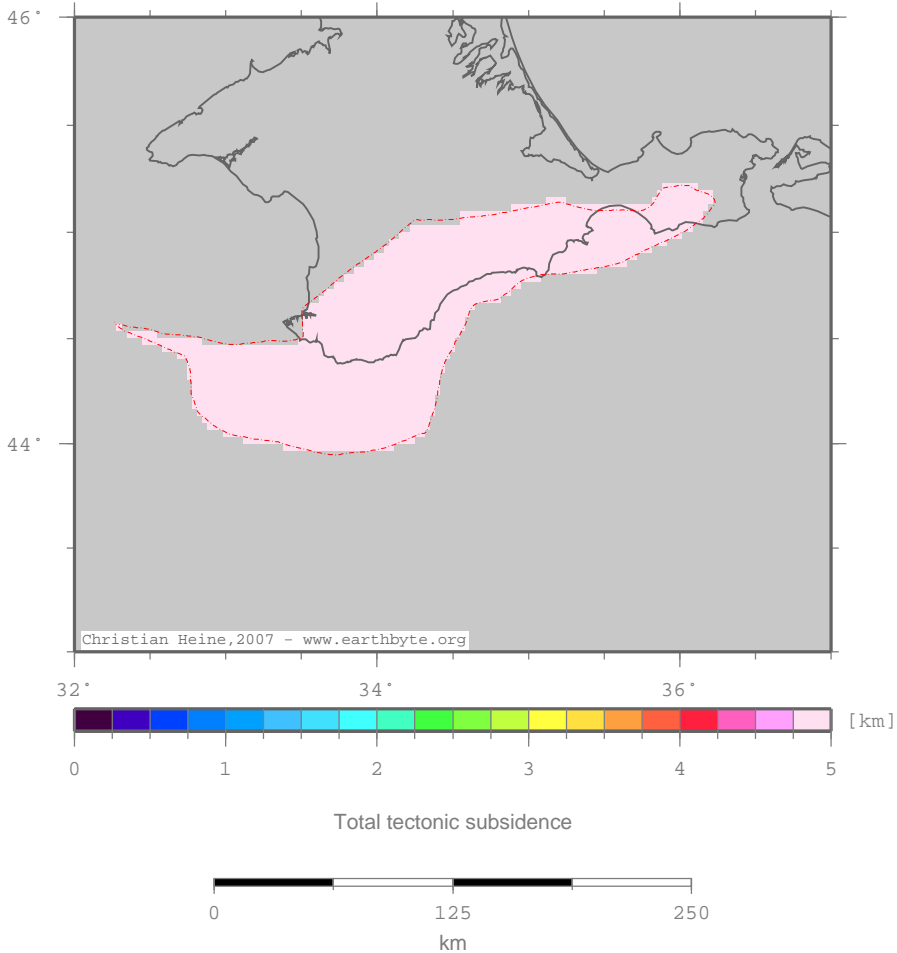 46°
44°
Christian Heine,2007 - www.earthbyte.org
32° 34° 36°
[km]
0 1 2 3 4 5
Total tectonic subsidence
0 125 250
km